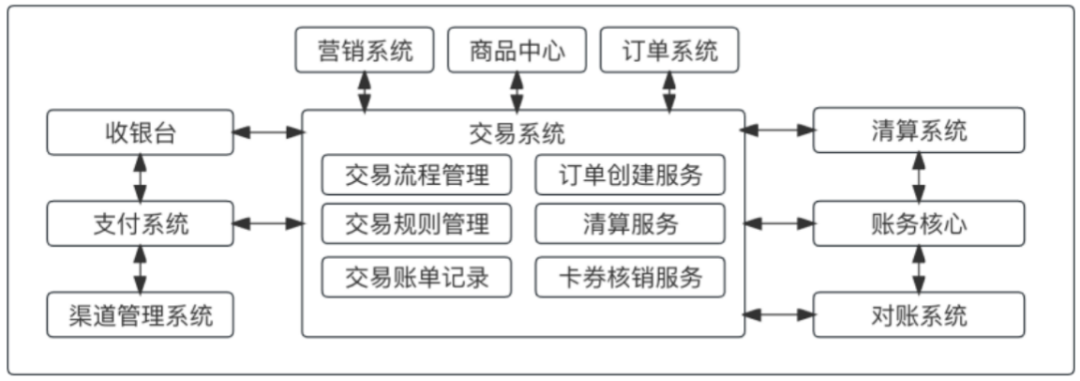 营销系统
商品中心
订单系统
收银台
交易系统
清算系统
交易流程管理
订单创建服务
支付系统
交易规则管理
清算服务
账务核心
交易账单记录
卡券核销服务
渠道管理系统
对账系统